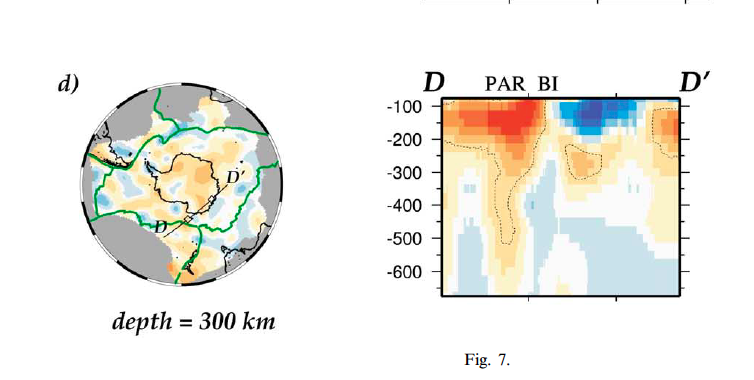 d)
D
D'
depth = 300 km
D PAR BI D'
-100
-200
-300
-400
-500
-600
Fig. 7.